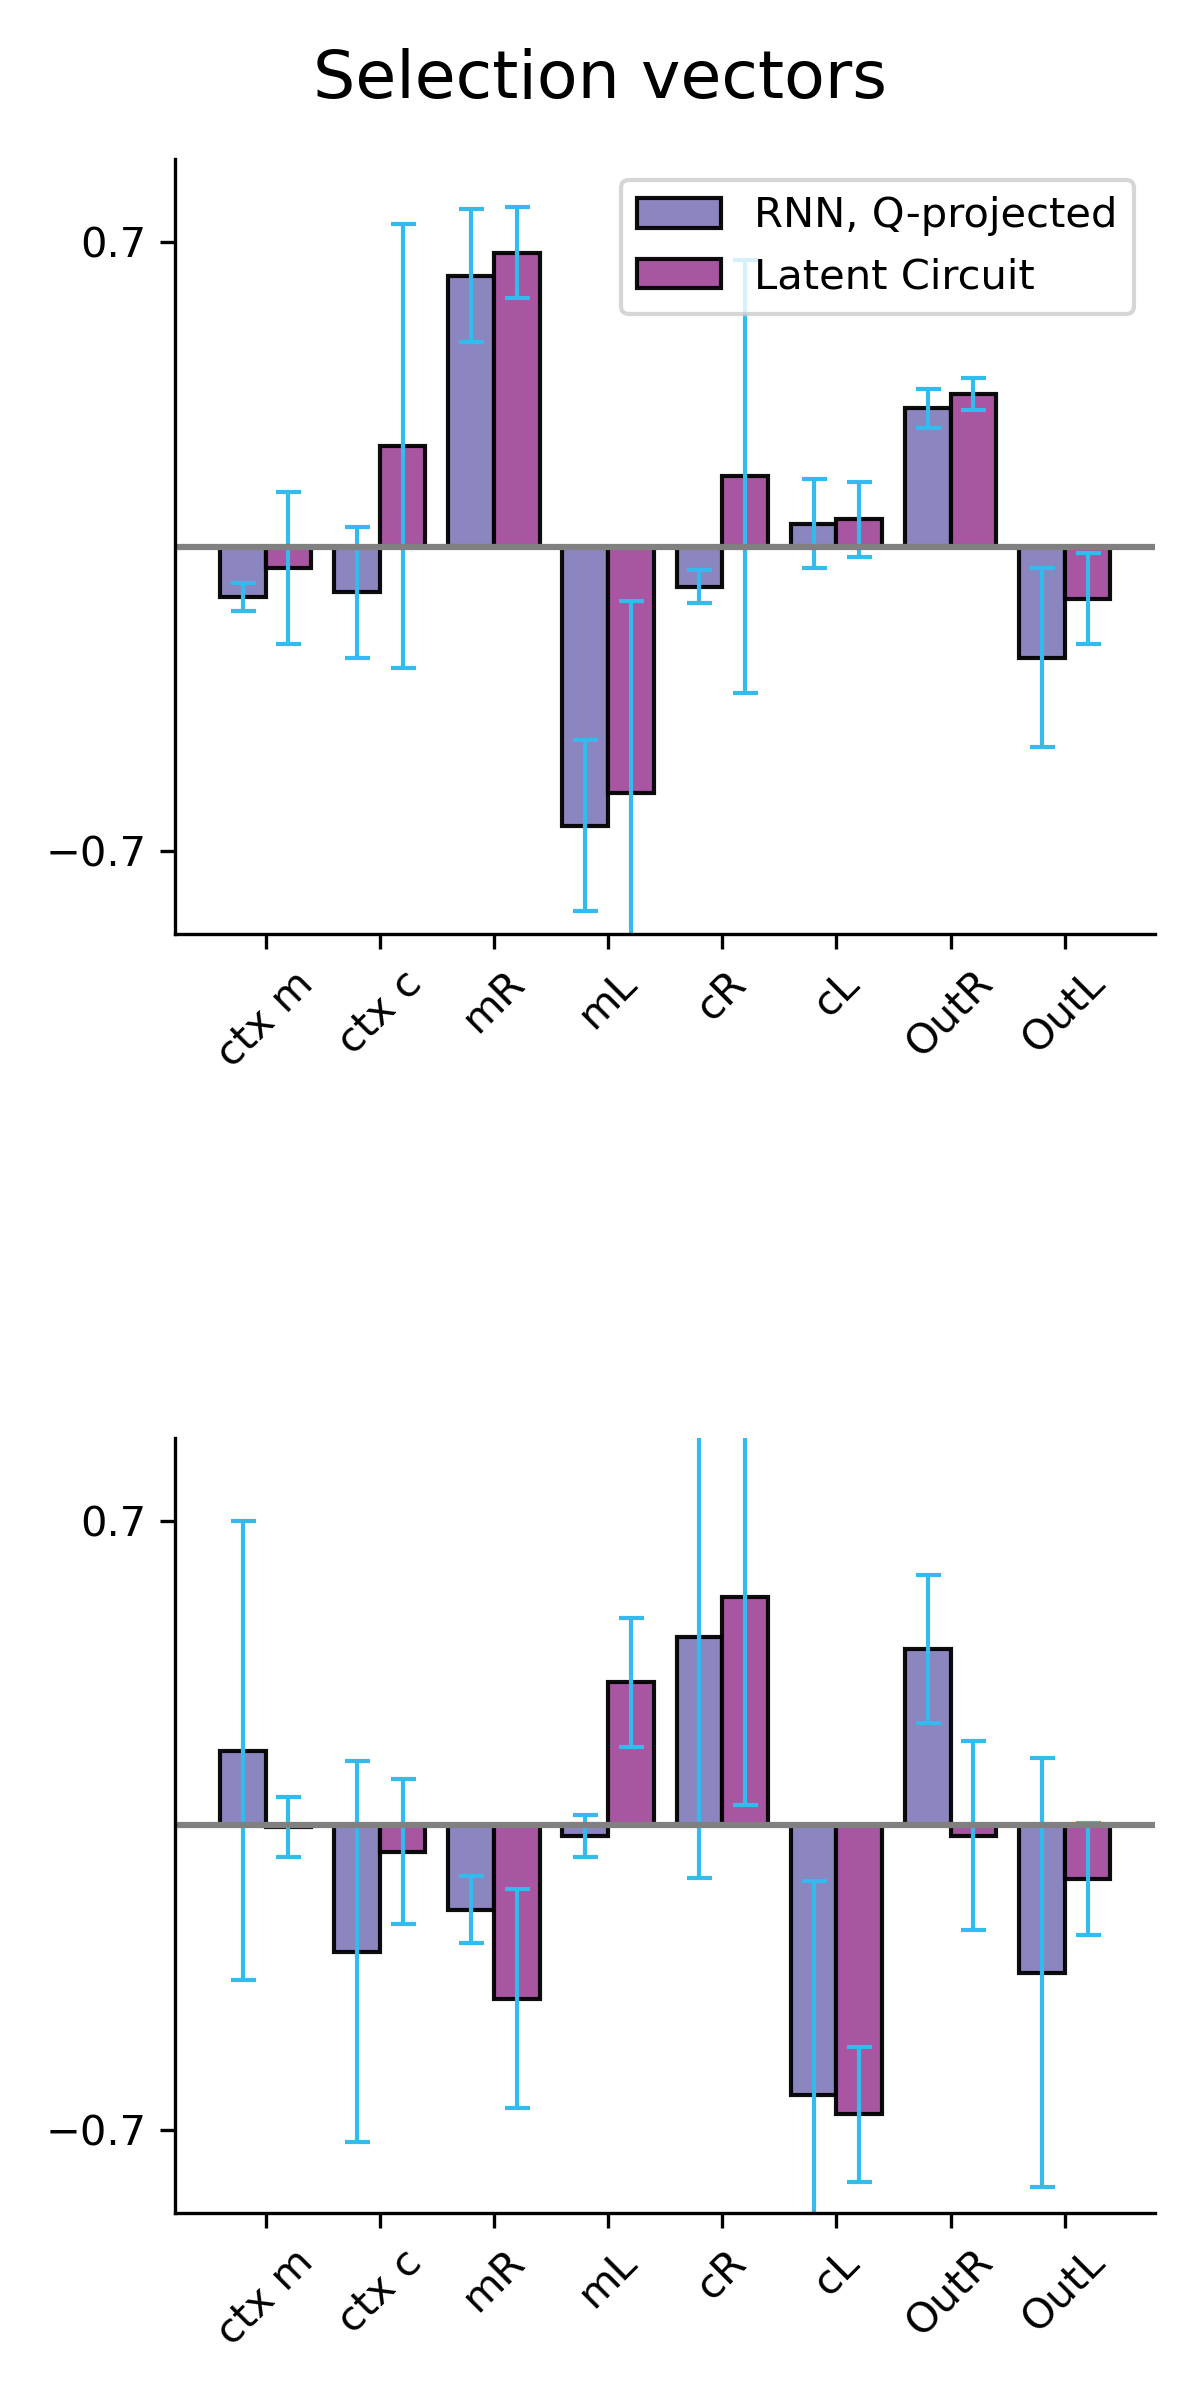 Selection vectors
RNN, Q-projected
Latent Circuit
0.7
−0.7
ctx m
ctx c
mR
mL
cR
cL
OutR
OutL
0.7
−0.7
ctx m
ctx c
mR
mL
cR
cL
OutR
OutL